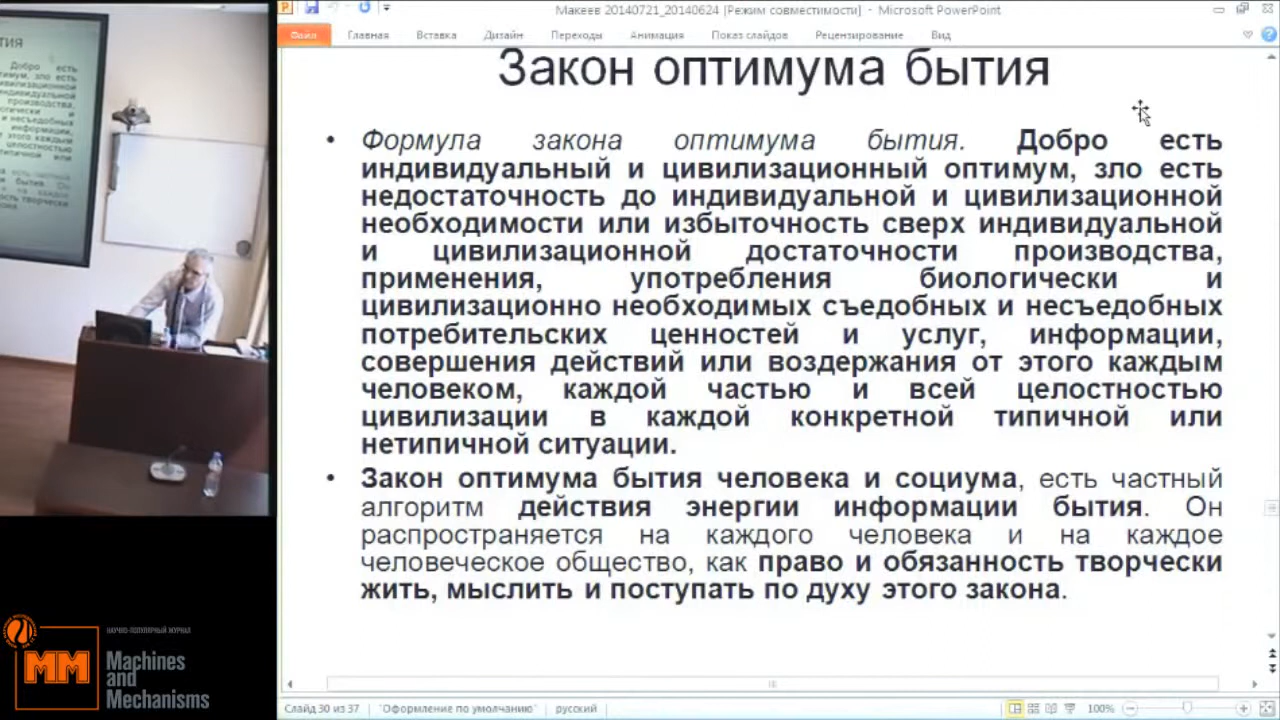 Макеев 20140721_20140624 [Режим совместимости] - Microsoft PowerPoint
Файл Главная Вставка Дизайн Переходы Анимация Показ слайдов Рецензирование Вид
Закон оптимума бытия
• Формула закона оптимума бытия. Добро есть
индивидуальный и цивилизационный оптимум, зло есть
недостаточность до индивидуальной и цивилизационной
необходимости или избыточность сверх индивидуальной
и цивилизационной достаточности производства,
применения, употребления биологически и
цивилизационно необходимых съедобных и несъедобных
потребительских ценностей и услуг, информации,
совершения действий или воздержания от этого каждым
человеком, каждой частью и всей целостностью
цивилизации в каждой конкретной типичной или
нетипичной ситуации.
• Закон оптимума бытия человека и социума, есть частный
алгоритм действия энергии информации бытия. Он
распространяется на каждого человека и на каждое
человеческое общество, как право и обязанность творчески
жить, мыслить и поступать по духу этого закона.
Слайд 30 из 37 "Оформление по умолчанию" русский 100%
НАУЧНО-ПОПУЛЯРНЫЙ ЖУРНАЛ
ММ
Machines
and
Mechanisms